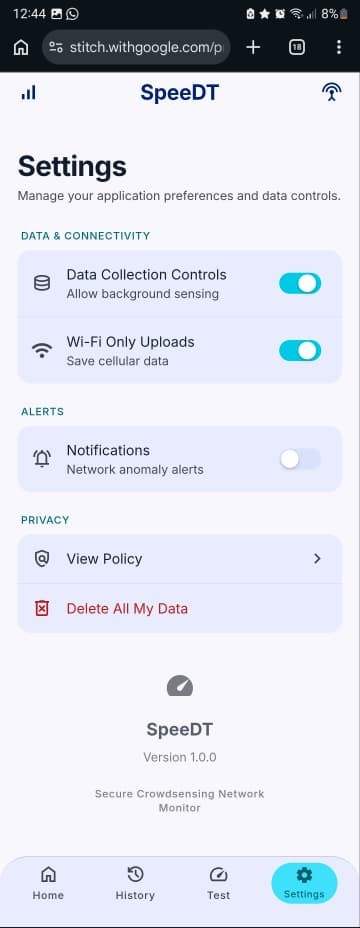 12:44
8%
stitch.withgoogle.com/p
18
SpeeDT
Settings
Manage your application preferences and data controls.
DATA & CONNECTIVITY
Data Collection Controls
Allow background sensing
Wi-Fi Only Uploads
Save cellular data
ALERTS
Notifications
Network anomaly alerts
PRIVACY
View Policy
Delete All My Data
SpeeDT
Version 1.0.0
Secure Crowdsensing Network
Monitor
Home
History
Test
Settings